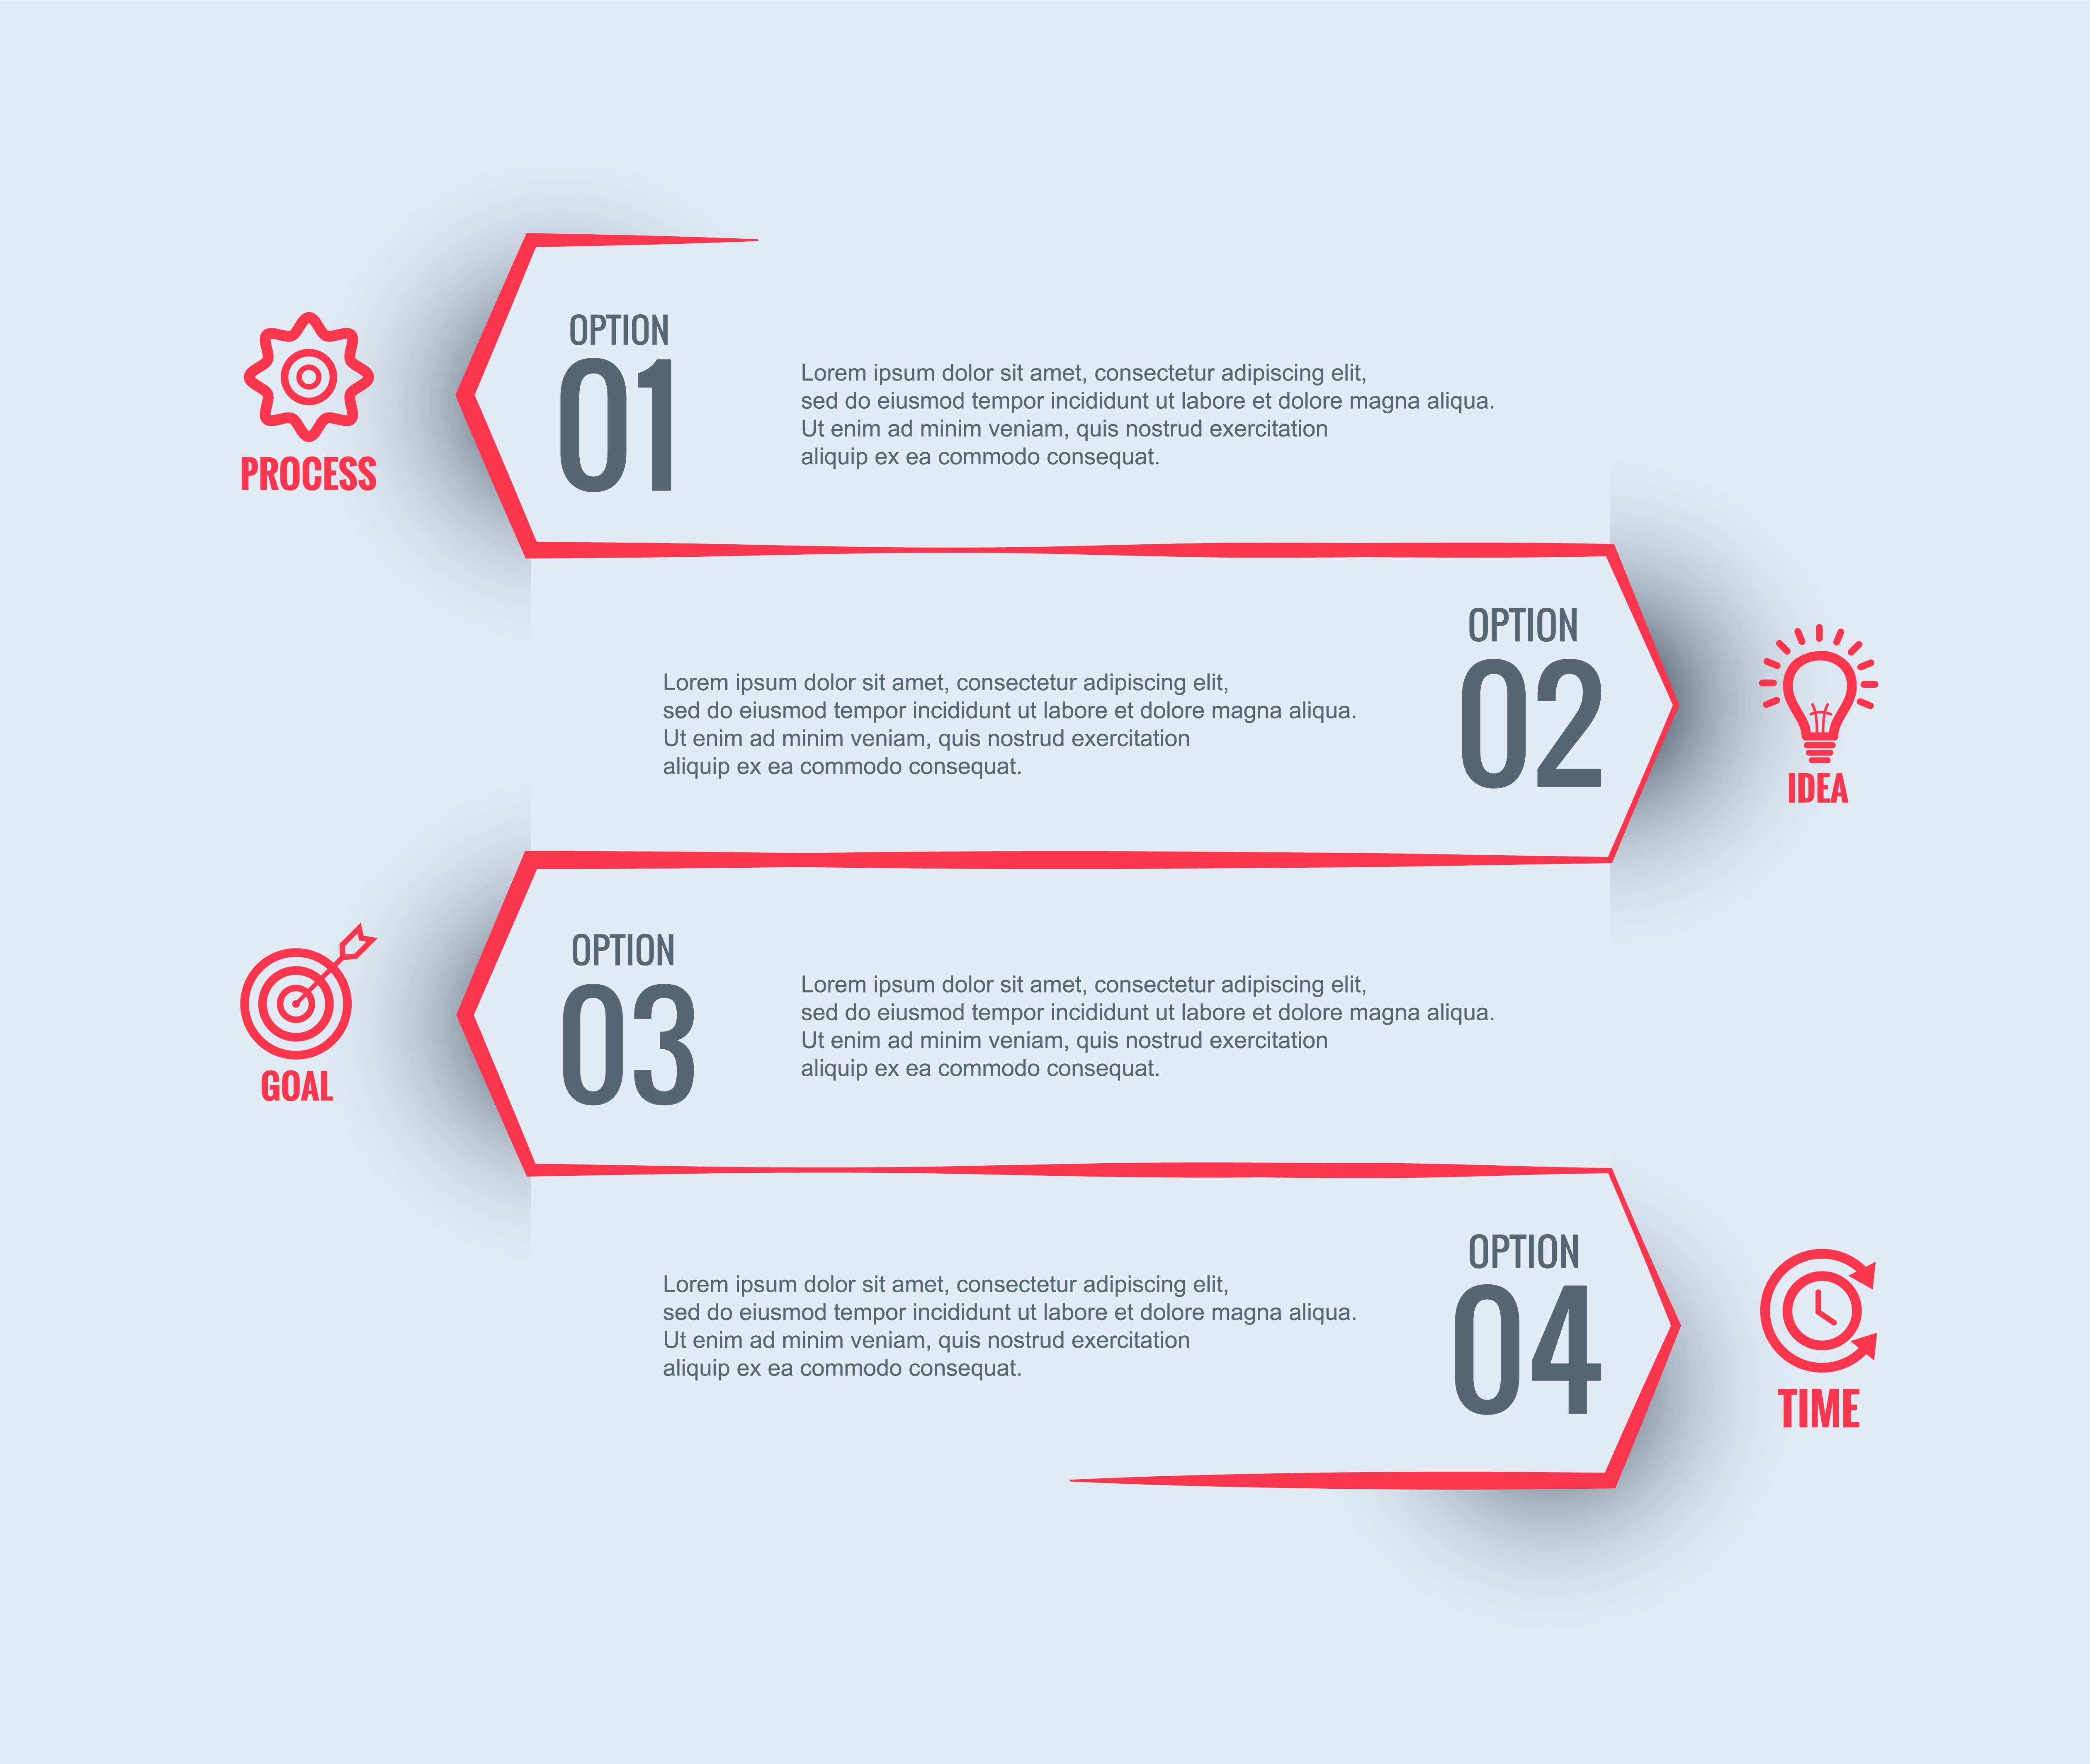 PROCESS
OPTION
01
Lorem ipsum dolor sit amet, consectetur adipiscing elit,
sed do eiusmod tempor incididunt ut labore et dolore magna aliqua.
Ut enim ad minim veniam, quis nostrud exercitation
aliquip ex ea commodo consequat.
OPTION
02
Lorem ipsum dolor sit amet, consectetur adipiscing elit,
sed do eiusmod tempor incididunt ut labore et dolore magna aliqua.
Ut enim ad minim veniam, quis nostrud exercitation
aliquip ex ea commodo consequat.
IDEA
GOAL
OPTION
03
Lorem ipsum dolor sit amet, consectetur adipiscing elit,
sed do eiusmod tempor incididunt ut labore et dolore magna aliqua.
Ut enim ad minim veniam, quis nostrud exercitation
aliquip ex ea commodo consequat.
OPTION
04
Lorem ipsum dolor sit amet, consectetur adipiscing elit,
sed do eiusmod tempor incididunt ut labore et dolore magna aliqua.
Ut enim ad minim veniam, quis nostrud exercitation
aliquip ex ea commodo consequat.
TIME